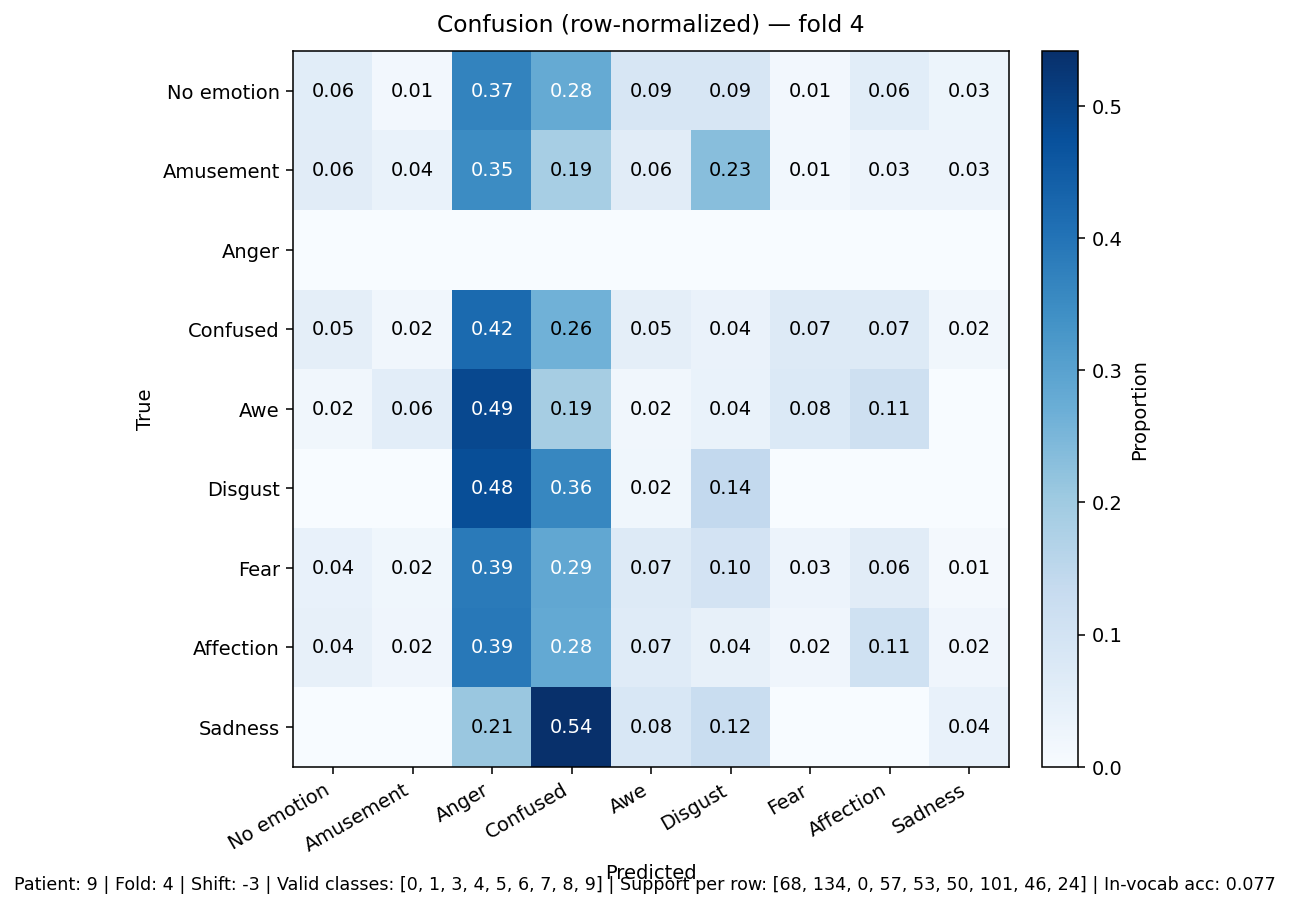 Confusion (row-normalized) — fold 4
No emotion 0.06 0.01 0.37 0.28 0.09 0.09 0.01 0.06 0.03
Amusement 0.06 0.04 0.35 0.19 0.06 0.23 0.01 0.03 0.03
Anger
Confused 0.05 0.02 0.42 0.26 0.05 0.04 0.07 0.07 0.02
Awe 0.02 0.06 0.49 0.19 0.02 0.04 0.08 0.11
Disgust 0.48 0.36 0.02 0.14
Fear 0.04 0.02 0.39 0.29 0.07 0.10 0.03 0.06 0.01
Affection 0.04 0.02 0.39 0.28 0.07 0.04 0.02 0.11 0.02
Sadness 0.21 0.54 0.08 0.12 0.04
True
No emotion Amusement Anger Confused Awe Disgust Fear Affection Sadness
Predicted
0.5
0.4
0.3
0.2
0.1
0.0
Proportion
Patient: 9 | Fold: 4 | Shift: -3 | Valid classes: [0, 1, 3, 4, 5, 6, 7, 8, 9] | Support per row: [68, 134, 0, 57, 53, 50, 101, 46, 24] | In-vocab acc: 0.077